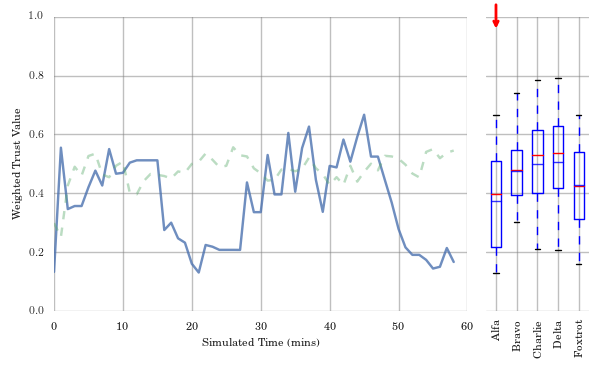 1.0
0.8
0.6
0.4
0.2
0.0
Weighted Trust Value
0 10 20 30 40 50 60
Simulated Time (mins)
Alfa
Bravo
Charlie
Delta
Foxtrot